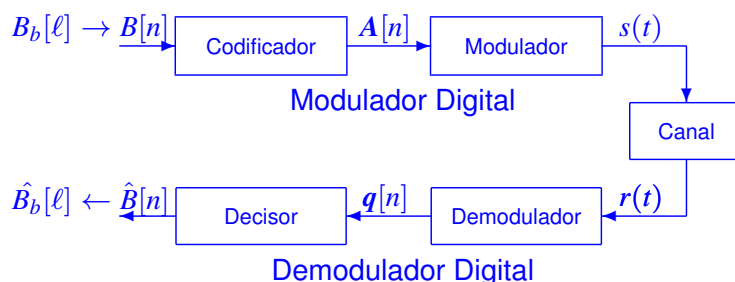 B_b[ℓ] → B[n] Codificador A[n] Modulador s(t)
Modulador Digital
Canal
B̂_b[ℓ] ← B̂[n] Decisor q[n] Demodulador r(t)
Demodulador Digital